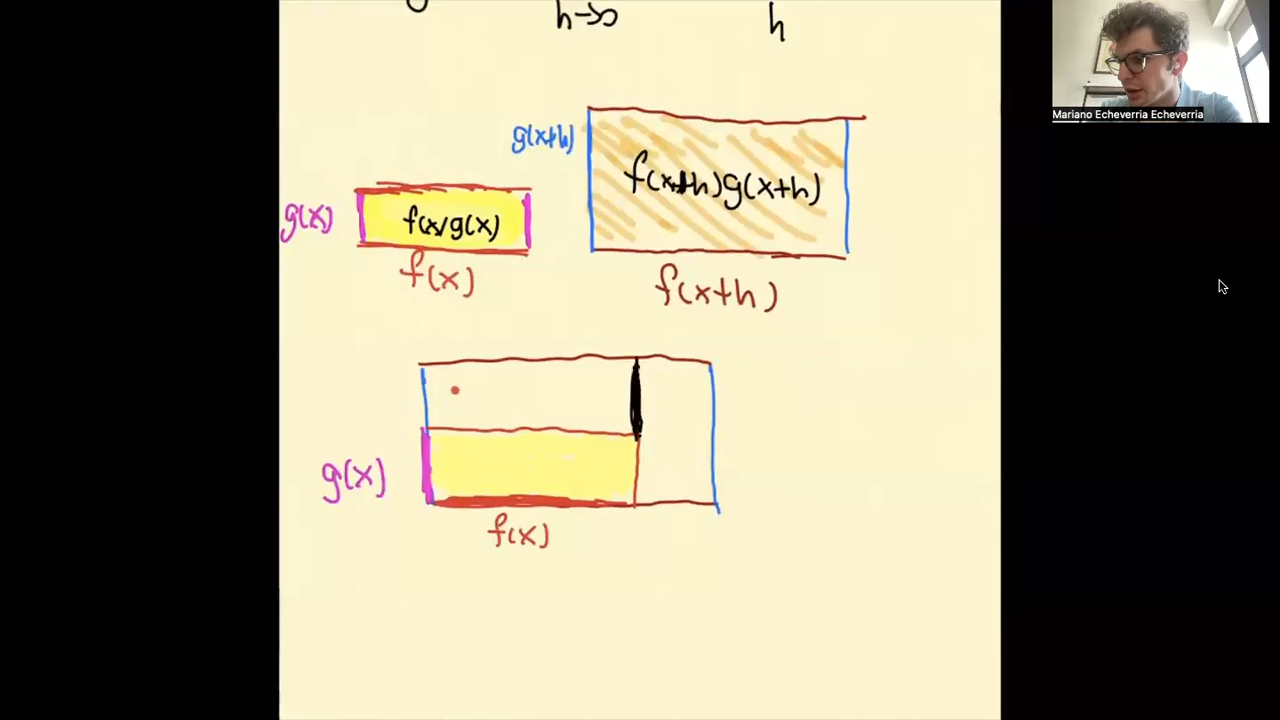 h→0 h
Mariano Echeverria Echeverria
g(x+h) f(x+h)g(x+h)
g(x) f(x)g(x)
f(x) f(x+h)
g(x)
f(x)